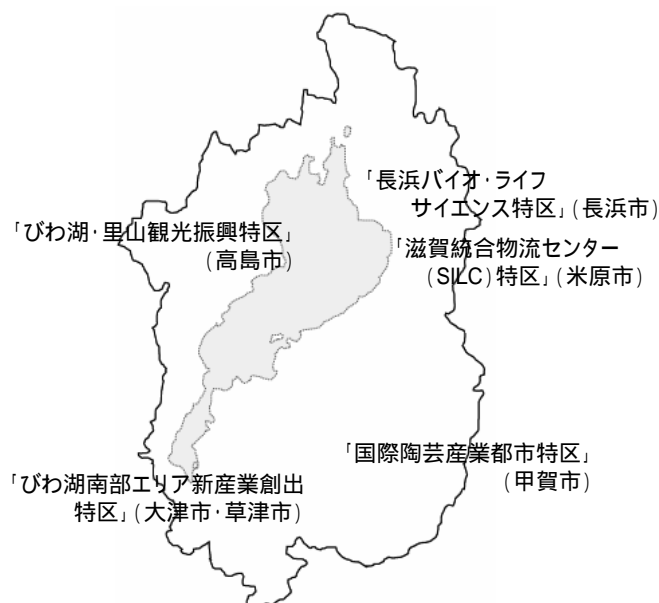 「長浜バイオ・ライフ
サイエンス特区」(長浜市)
「びわ湖・里山観光振興特区」
(高島市)
「滋賀統合物流センター
(SILC)特区」(米原市)
「国際陶芸産業都市特区」
(甲賀市)
「びわ湖南部エリア新産業創出
特区」(大津市・草津市)